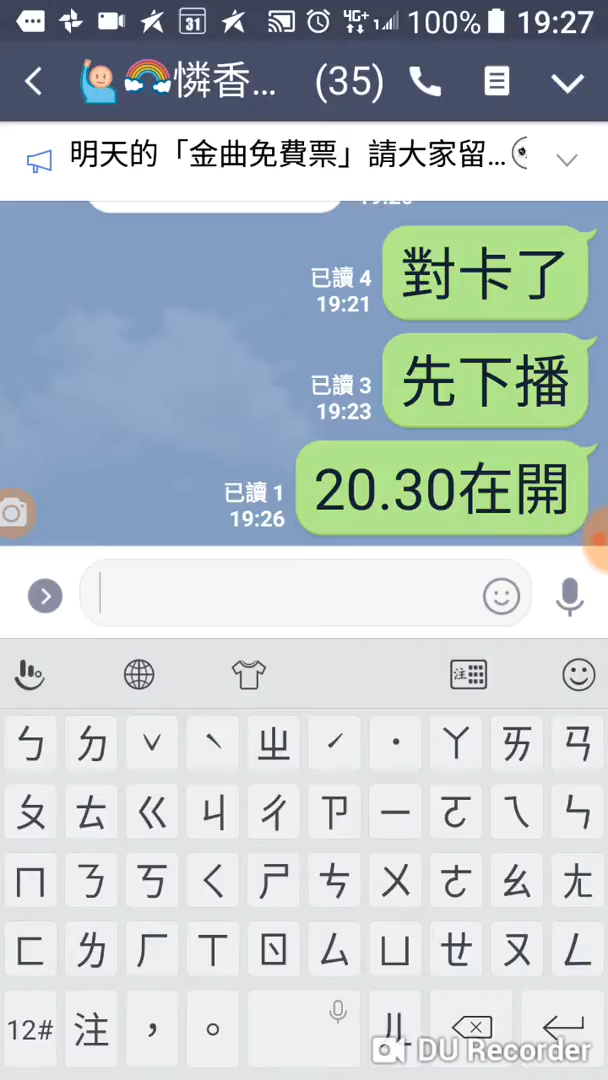 31 4G+ 100% 19:27
憐香... (35)
明天的「金曲免費票」請大家留...
對卡了
已讀 4
19:21
先下播
已讀 3
19:23
20.30在開
已讀 1
19:26
ㄅ ㄉ ˇ ˋ ㄓ ˊ ˙ ㄚ ㄞ ㄢ
ㄆ ㄊ ㄍ ㄐ ㄔ ㄗ ㄧ ㄛ ㄟ ㄣ
ㄇ ㄋ ㄎ ㄑ ㄕ ㄘ ㄨ ㄜ ㄠ ㄤ
ㄈ ㄌ ㄏ ㄒ ㄖ ㄙ ㄩ ㄝ ㄡ ㄥ
12# 注 ， 。 ㄦ
DU Recorder